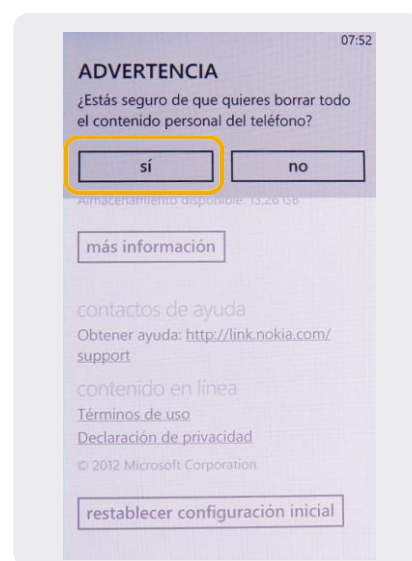 07:52
ADVERTENCIA
¿Estás seguro de que quieres borrar todo
el contenido personal del teléfono?
sí
no
Almacenamiento disponible: 13,26 GB
más información
contactos de ayuda
Obtener ayuda: http://link.nokia.com/
support
contenido en línea
Términos de uso
Declaración de privacidad
© 2012 Microsoft Corporation
restablecer configuración inicial